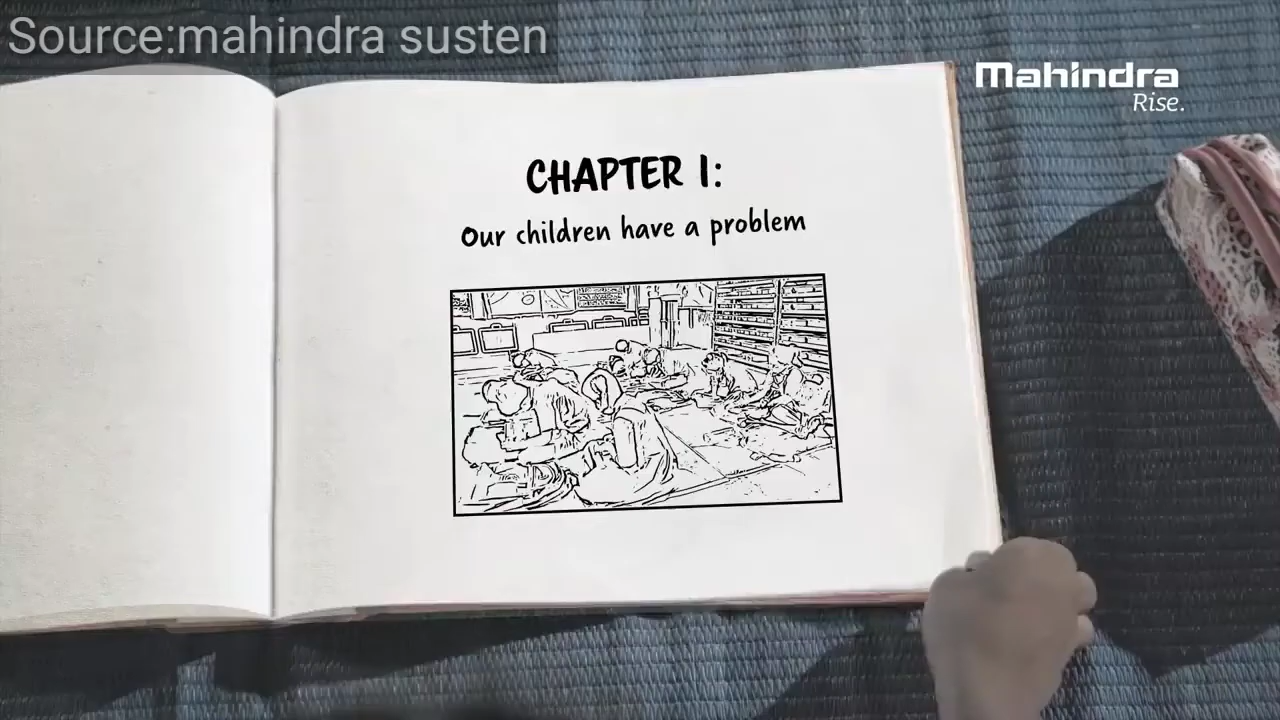 Source:mahindra susten
Mahindra
Rise.
CHAPTER 1:
Our children have a problem